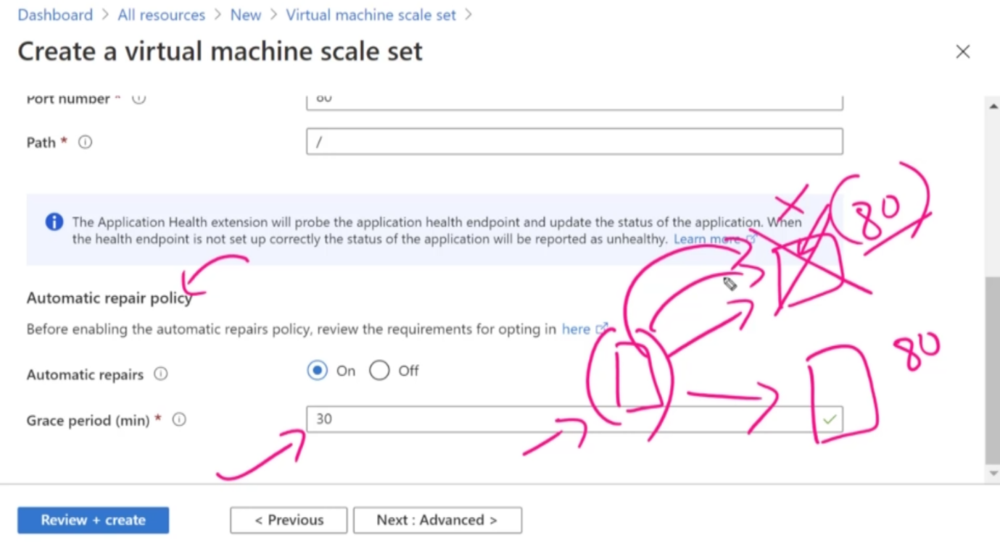 Dashboard > All resources > New > Virtual machine scale set >
Create a virtual machine scale set
Port number * 80
Path * /
The Application Health extension will probe the application health endpoint and update the status of the application. When
the health endpoint is not set up correctly the status of the application will be reported as unhealthy. Learn more
(80)
Automatic repair policy
Before enabling the automatic repairs policy, review the requirements for opting in here
80
Automatic repairs On Off
Grace period (min) * 30
Review + create < Previous Next : Advanced >